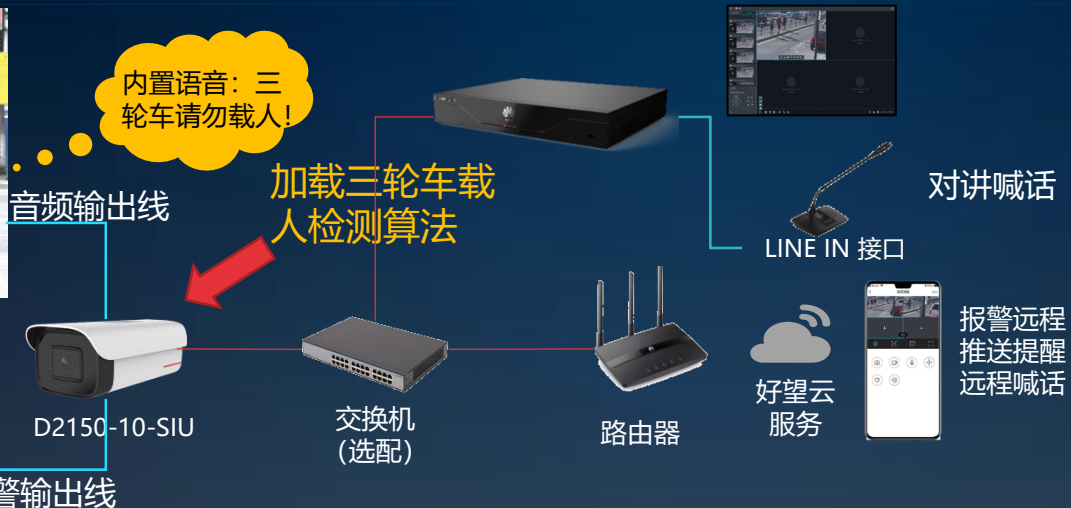 内置语音：三
轮车请勿载人!
音频输出线
加载三轮车载
人检测算法
对讲喊话
LINE IN 接口
D2150-10-SIU
交换机
(选配)
路由器
好望云
服务
报警远程
推送提醒
远程喊话
警输出线